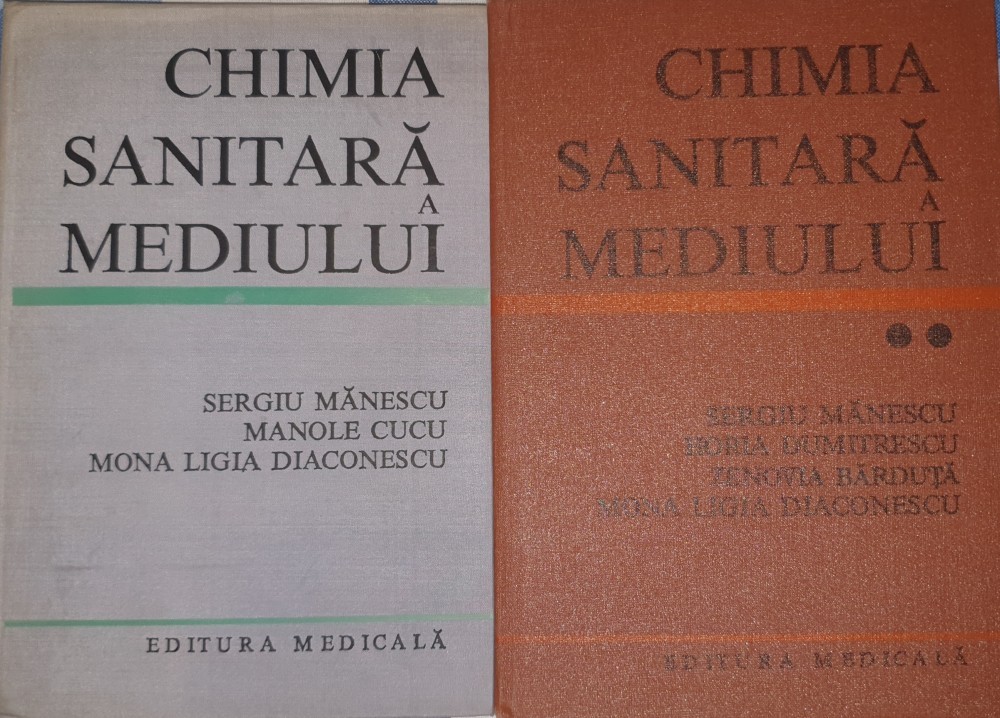 CHIMIA
SANITARĂ
A
MEDIULUI
SERGIU MĂNESCU
MANOLE CUCU
MONA LIGIA DIACONESCU
EDITURA MEDICALĂ
CHIMIA
SANITARĂ
A
MEDIULUI
SERGIU MĂNESCU
HORIA DUMITRESCU
ZENOVIA BĂRDUȚĂ
MONA LIGIA DIACONESCU
EDITURA MEDICALĂ